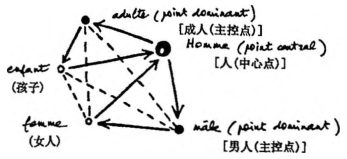 adulte (point dominant)
[成人(主控点)]
Homme (point central)
[人(中心点)]
enfant
(孩子)
femme
(女人)
mâle (point dominant)
[男人(主控点)]